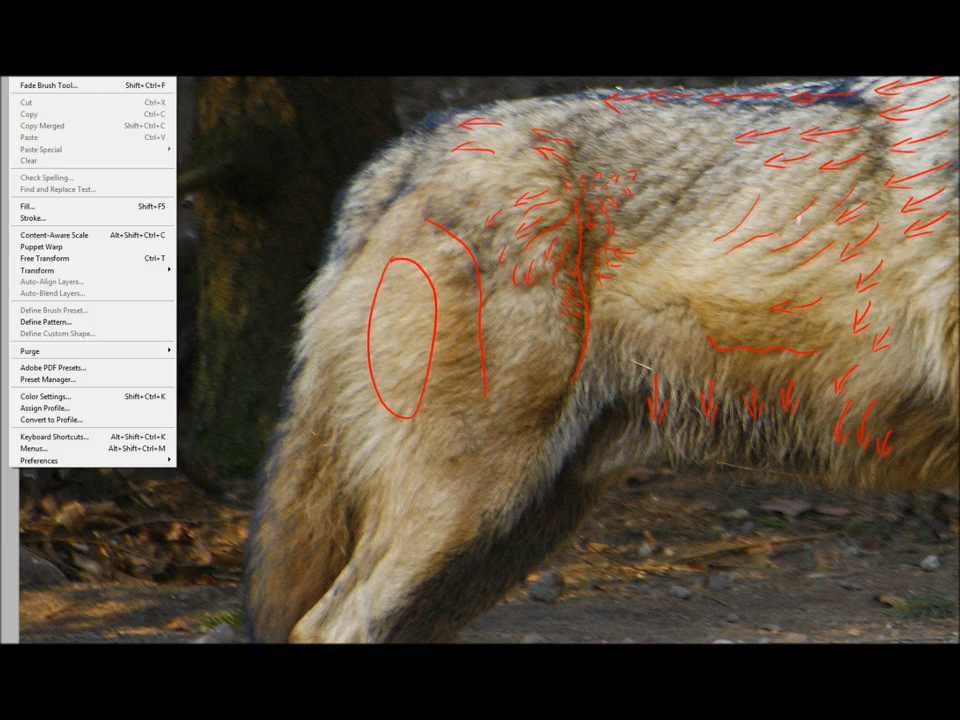 Fade Brush Tool... Shift+Ctrl+F
Cut Ctrl+X
Copy Ctrl+C
Copy Merged Shift+Ctrl+C
Paste Ctrl+V
Paste Special
Clear
Check Spelling...
Find and Replace Text...
Fill... Shift+F5
Stroke...
Content-Aware Scale Alt+Shift+Ctrl+C
Puppet Warp
Free Transform Ctrl+T
Transform
Auto-Align Layers...
Auto-Blend Layers...
Define Brush Preset...
Define Pattern...
Define Custom Shape...
Purge
Adobe PDF Presets...
Preset Manager...
Color Settings... Shift+Ctrl+K
Assign Profile...
Convert to Profile...
Keyboard Shortcuts... Alt+Shift+Ctrl+K
Menus... Alt+Shift+Ctrl+M
Preferences